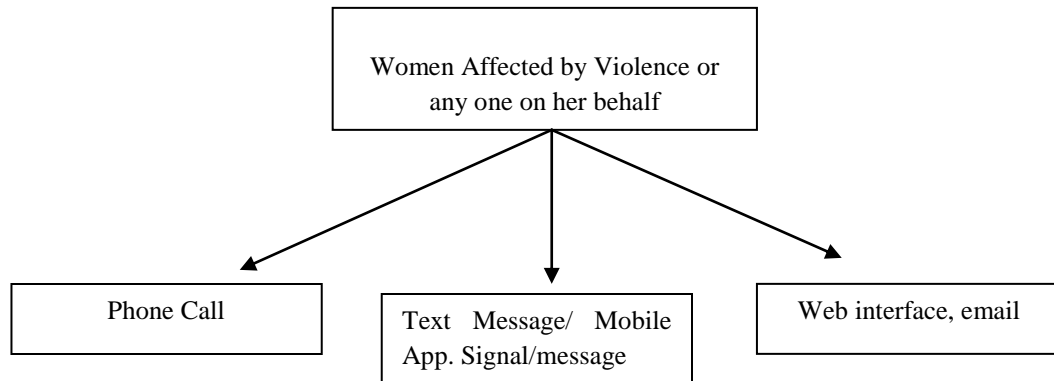 Women Affected by Violence or
any one on her behalf
Phone Call
Text Message/ Mobile
App. Signal/message
Web interface, email